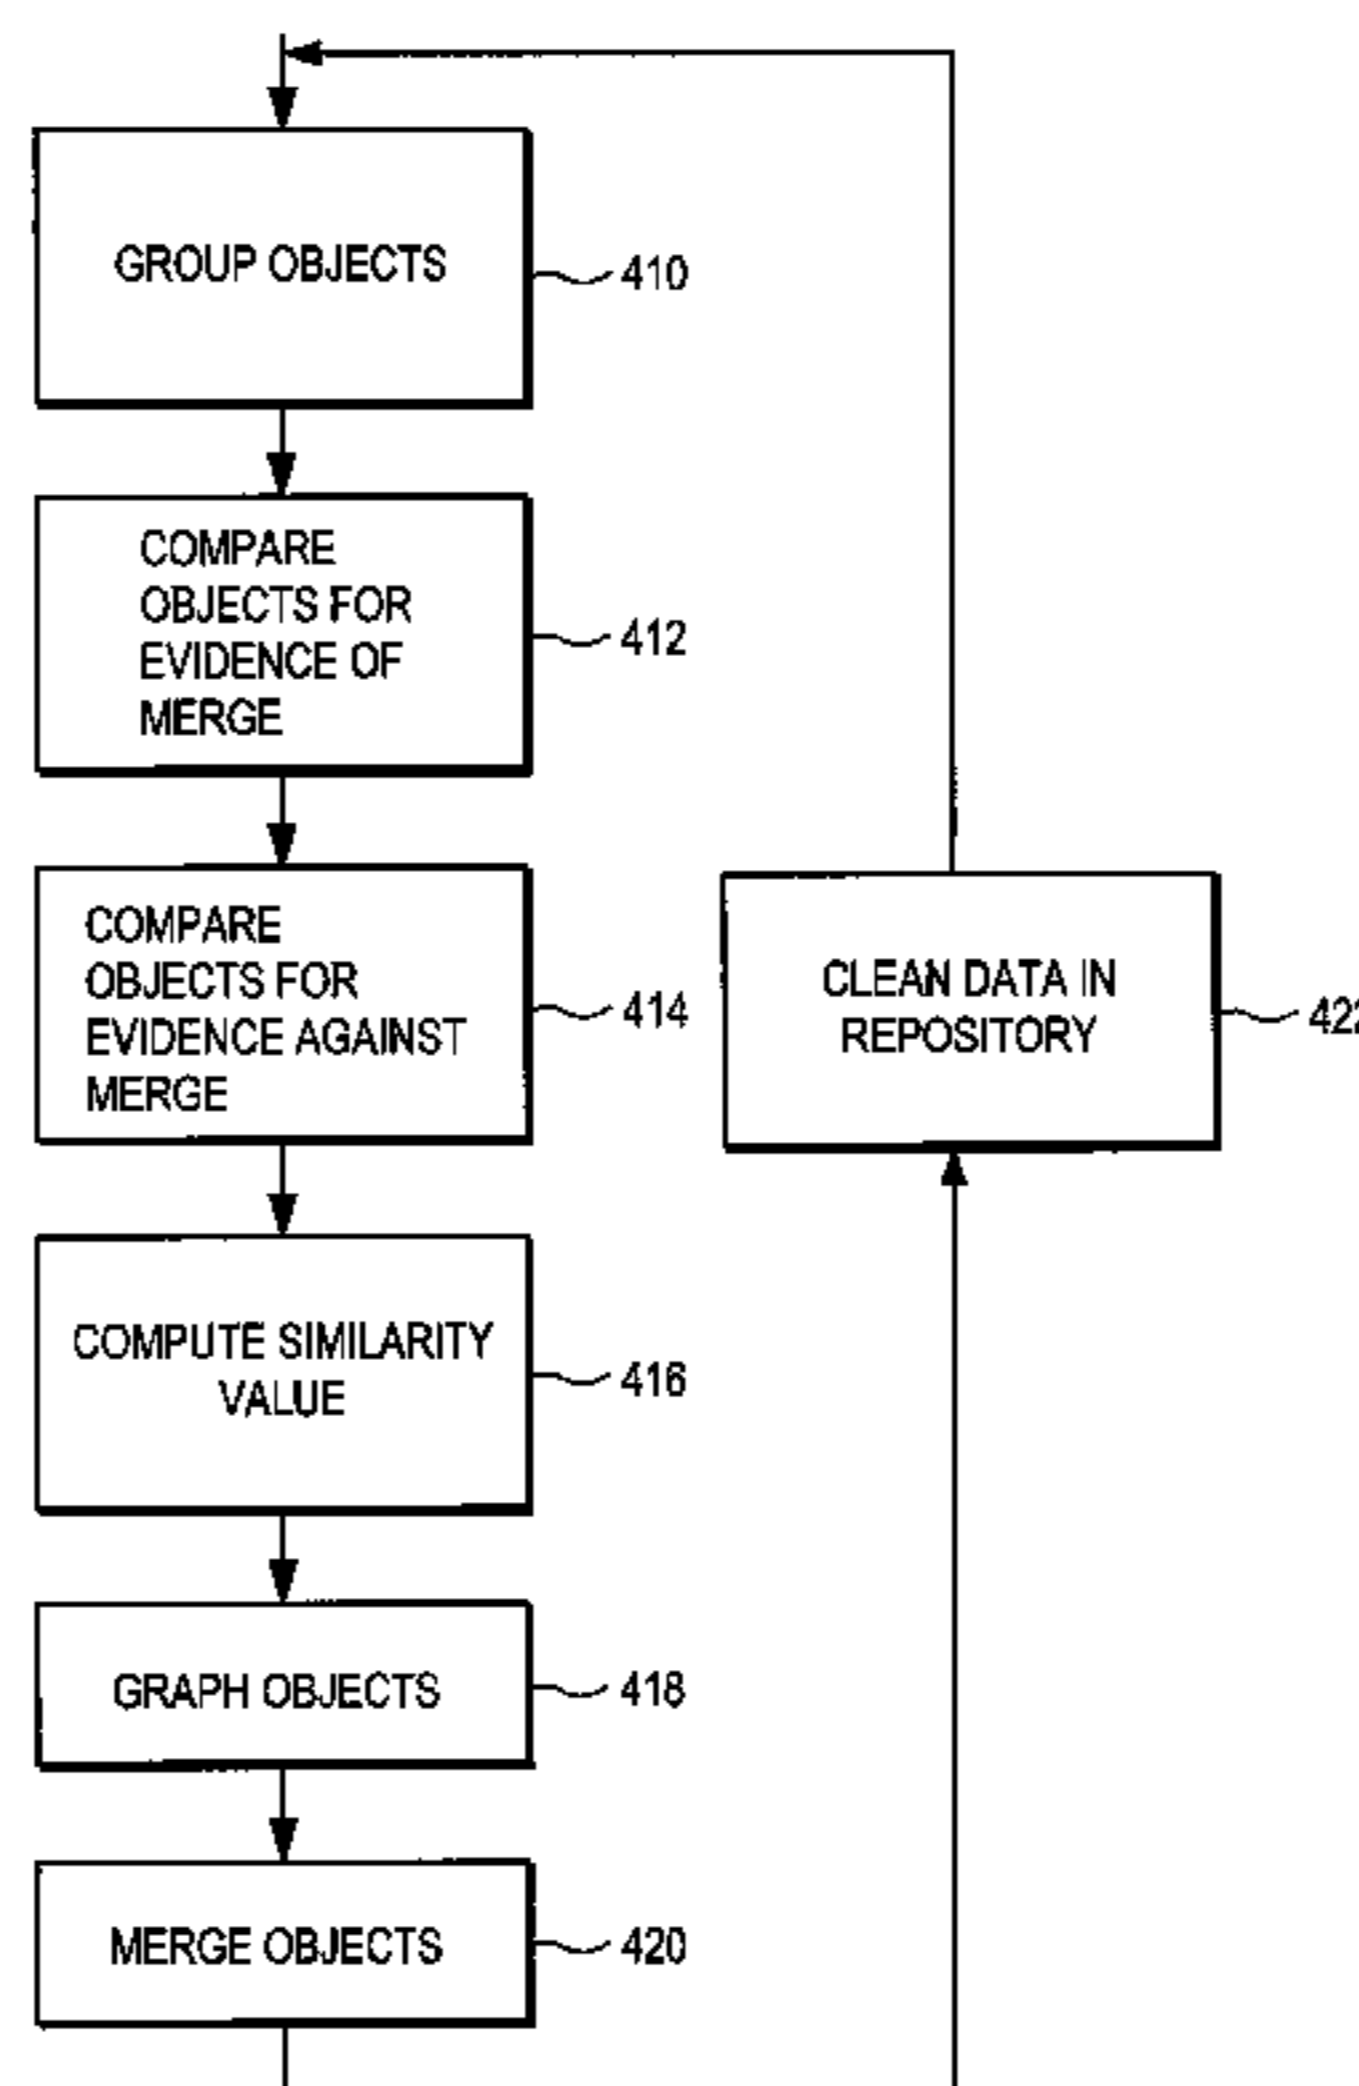 GROUP OBJECTS
410
COMPARE
OBJECTS FOR
EVIDENCE OF
MERGE
412
COMPARE
OBJECTS FOR
EVIDENCE AGAINST
MERGE
414
CLEAN DATA IN
REPOSITORY
422
COMPUTE SIMILARITY
VALUE
416
GRAPH OBJECTS
418
MERGE OBJECTS
420